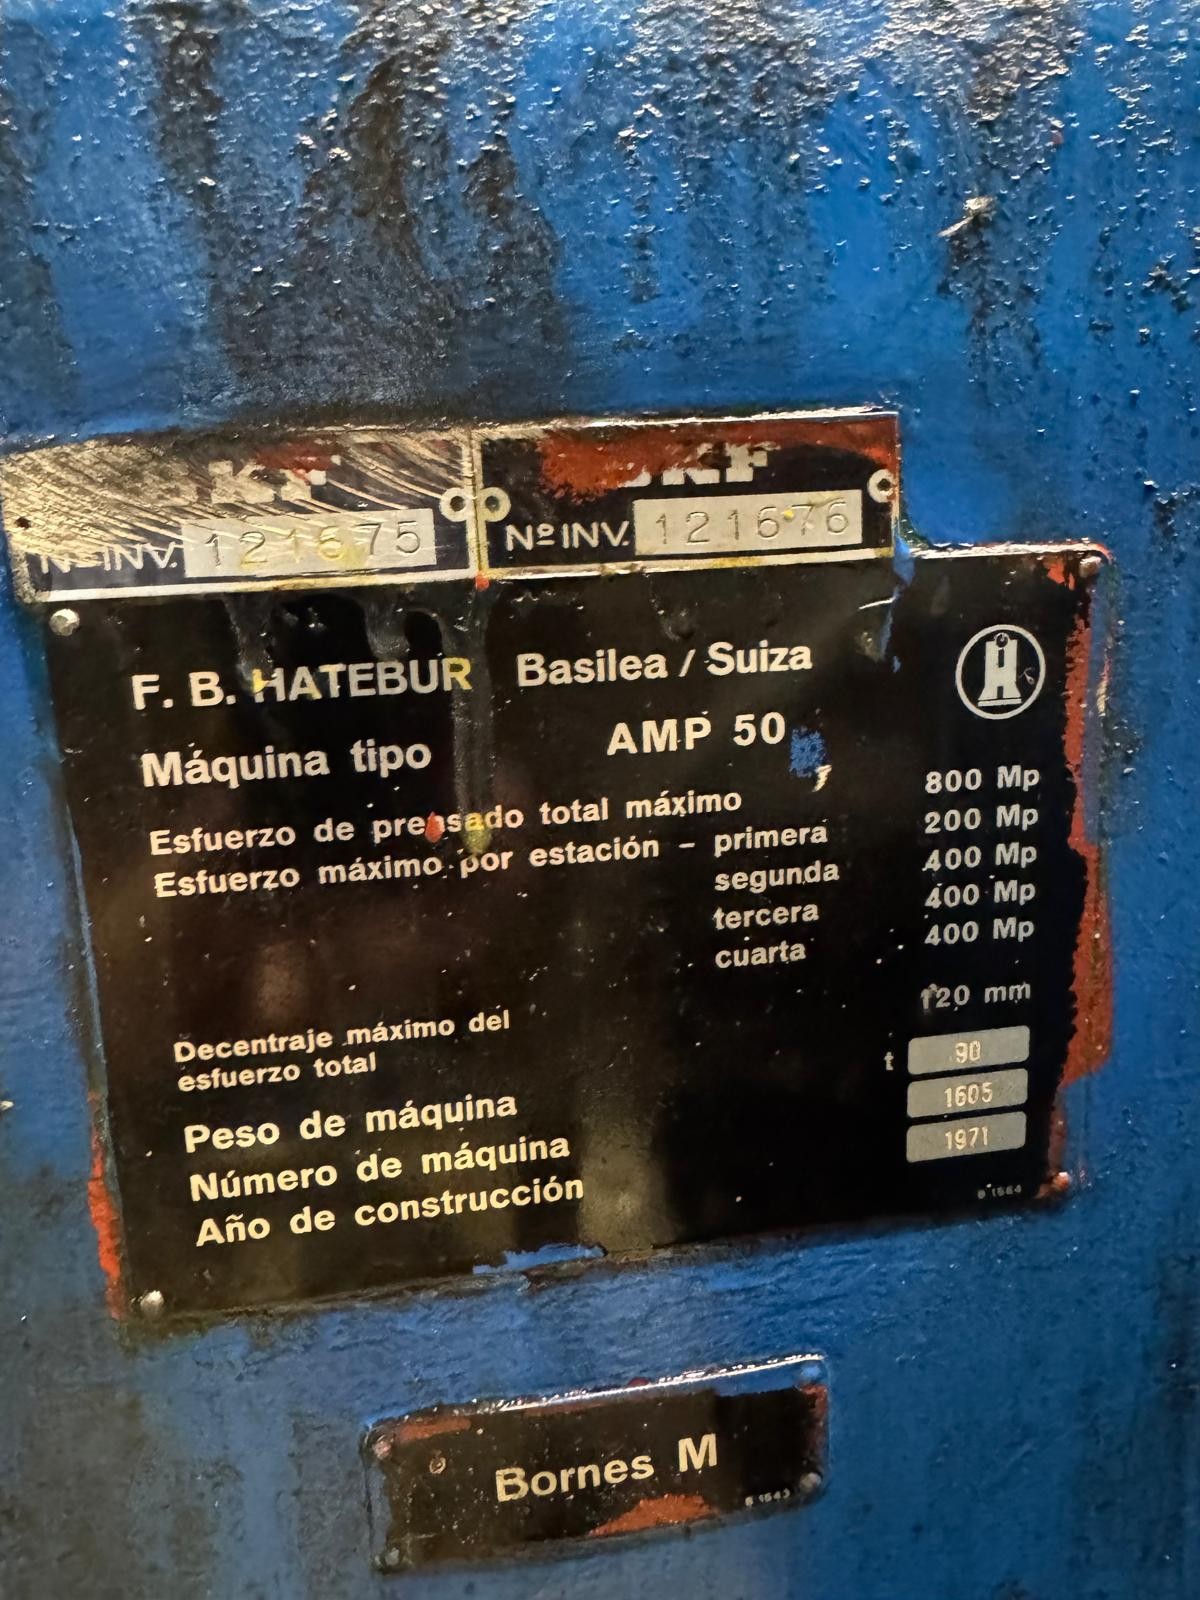 SKF
Nº INV. 121675
SKF
Nº INV. 121676
F. B. HATEBUR Basilea / Suiza
Máquina tipo AMP 50
Esfuerzo de prensado total máximo 800 Mp
Esfuerzo máximo por estación – primera 200 Mp
segunda 400 Mp
tercera 400 Mp
cuarta 400 Mp
Decentraje máximo del
esfuerzo total 120 mm
Peso de máquina t 90
Número de máquina 1605
Año de construcción 1971
B 1564
Bornes M
B 1543